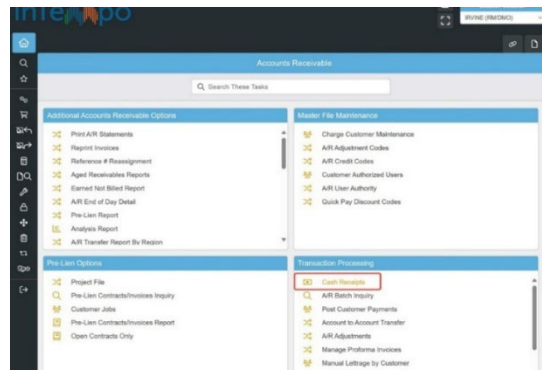 IRVINE (RM/DMO)
Accounts Receivable
Search These Tasks
Additional Accounts Receivable Options
Print A/R Statements
Reprint Invoices
Reference # Reassignment
Aged Receivables Reports
Earned Not Billed Report
A/R End of Day Detail
Pre-Lien Report
Analysis Report
A/R Transfer Report By Region
Master File Maintenance
Charge Customer Maintenance
A/R Adjustment Codes
A/R Credit Codes
Customer Authorized Users
A/R User Authority
Quick Pay Discount Codes
Pre-Lien Options
Project File
Pre-Lien Contracts/Invoices Inquiry
Customer Jobs
Pre-Lien Contracts/Invoices Report
Open Contracts Only
Transaction Processing
Cash Receipts
A/R Batch Inquiry
Post Customer Payments
Account to Account Transfer
A/R Adjustments
Manage Proforma Invoices
Manual Lettrage by Customer